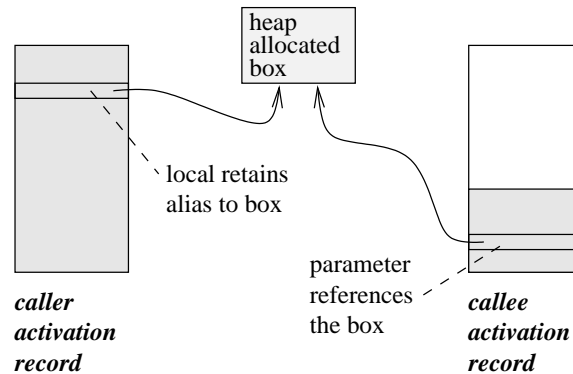 heap
allocated
box
local retains
alias to box
parameter
references
the box
caller
activation
record
callee
activation
record